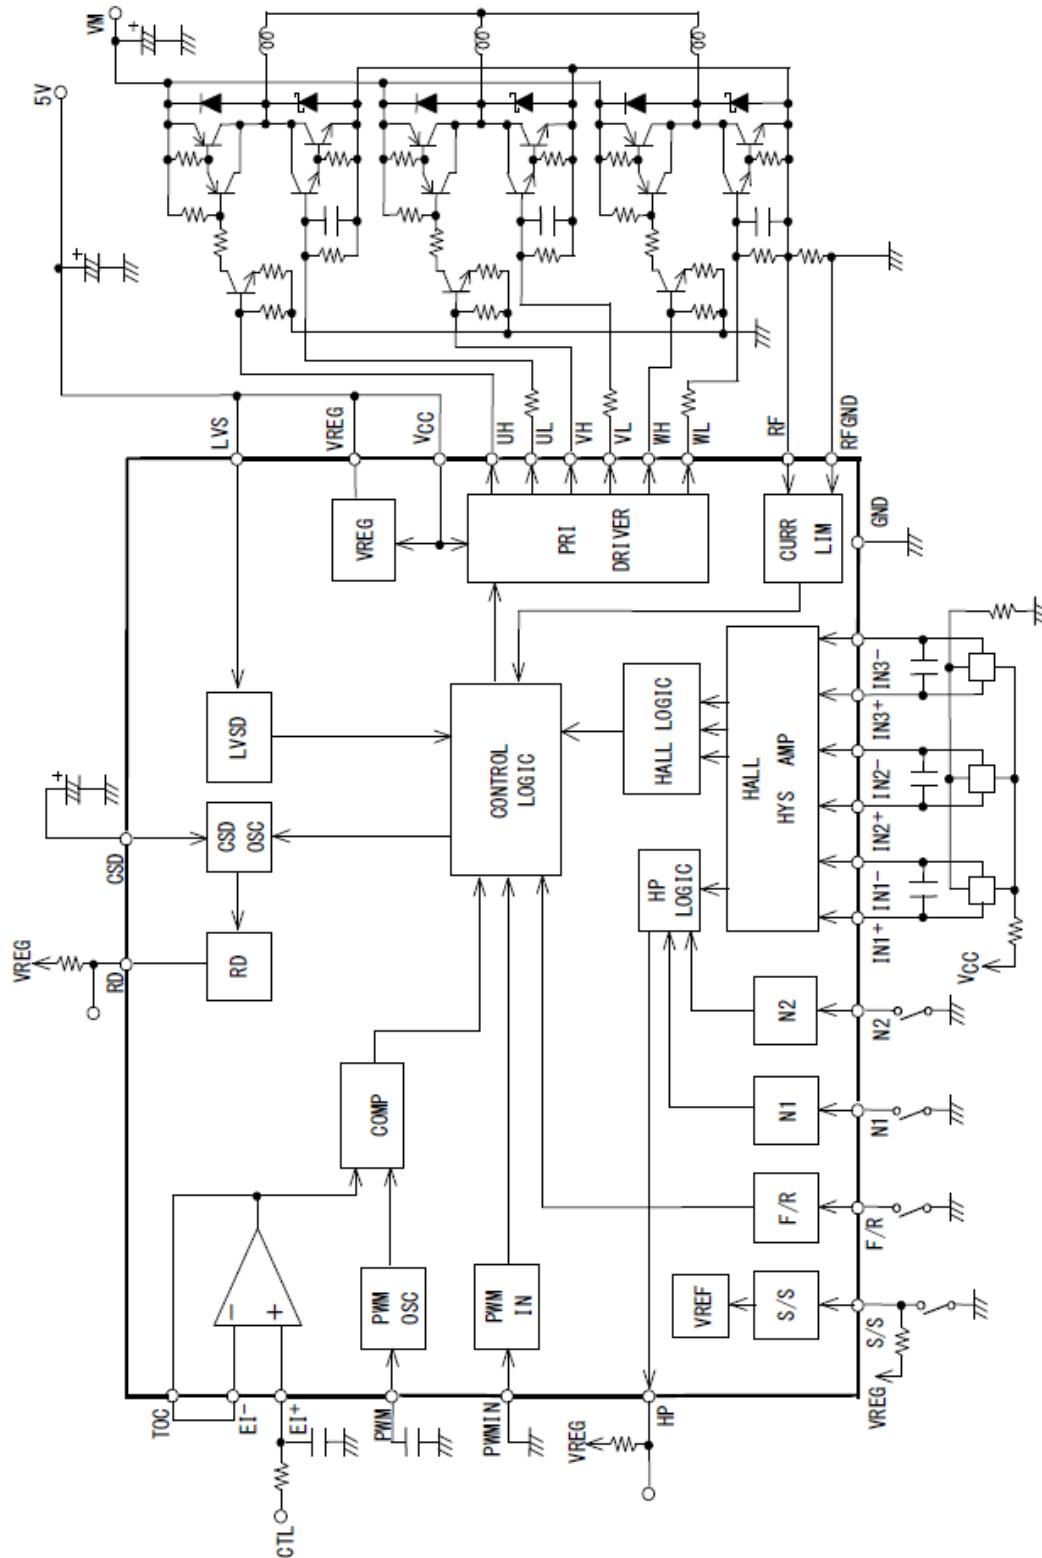 VM
5V
LVS
VREG
VCC
UH
UL
VH
VL
WH
WL
RF
RFGND
VREG
PRI
DRIVER
CURR
LIM
GND
LVSD
CSD
OSC
RD
CONTROL
LOGIC
HALL LOGIC
HALL
HYS AMP
HP
LOGIC
IN3-
IN3+
IN2-
IN2+
IN1-
IN1+
VCC
CSD
+
+
+
VREG
RD
COMP
N2
N2
N1
N1
F/R
F/R
PWM
OSC
PWM
IN
VREF
S/S
S/S
VREG
-
+
TOC
EI-
EI+
PWM
PWMIN
HP
VREG
CTL